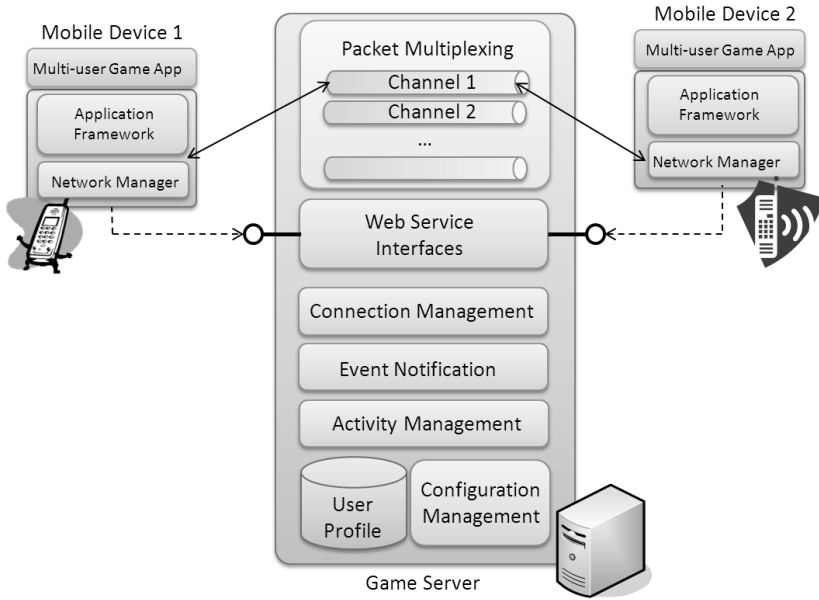 Mobile Device 1
Multi-user Game App
Application
Framework
Network Manager
Packet Multiplexing
Channel 1
Channel 2
...
Web Service
Interfaces
Connection Management
Event Notification
Activity Management
User
Profile
Configuration
Management
Game Server
Mobile Device 2
Multi-user Game App
Application
Framework
Network Manager